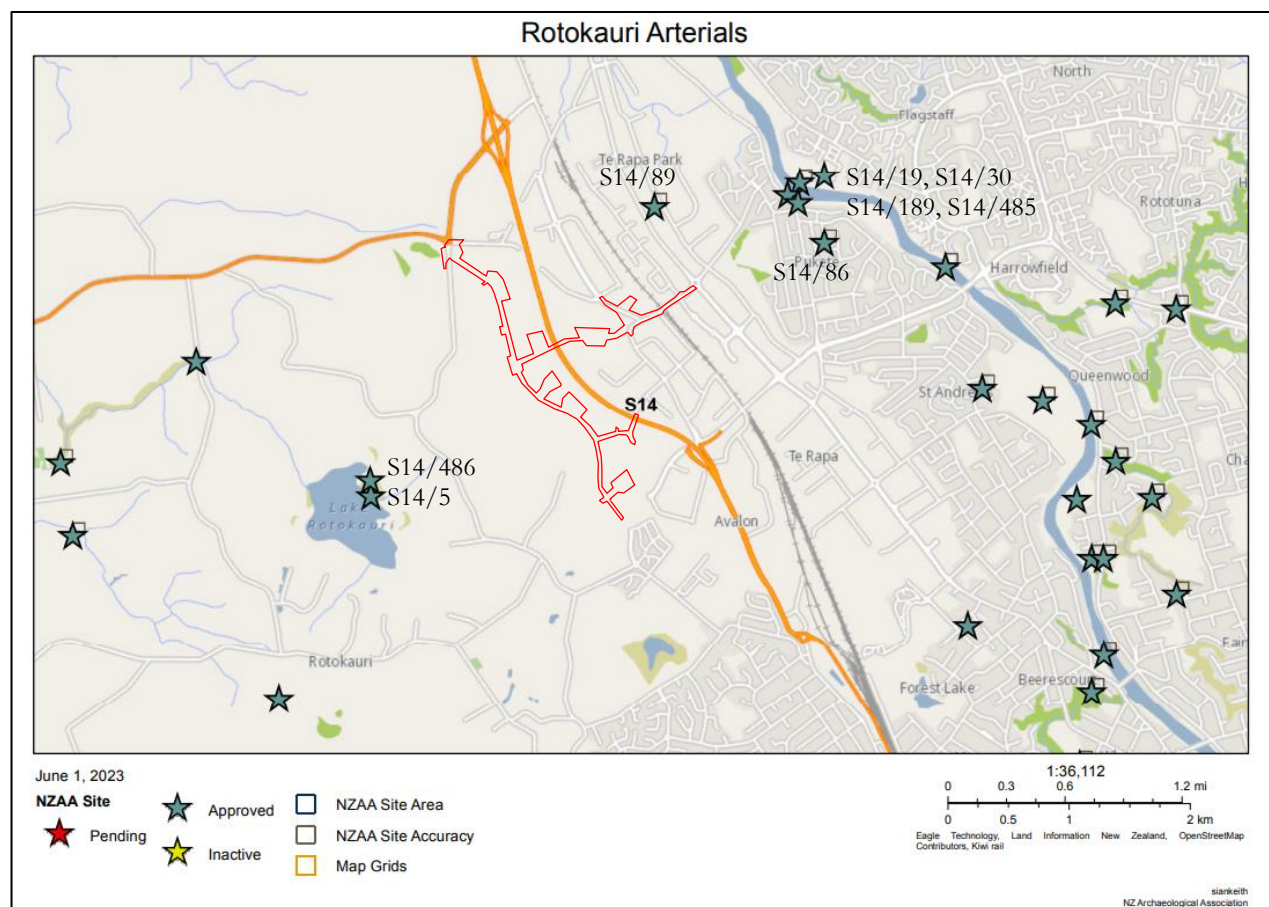 Rotokauri Arterials
North
Flagstaff
Te Rapa Park
S14/89
S14/19, S14/30
S14/189, S14/485
Rototuna
Pukete
S14/86
Harrowfield
Queenwood
St Andre
S14
Te Rapa
S14/486
S14/5
Lake
Rotokauri
Avalon
Rotokauri
Forest Lake
Beerescourt
Fair
Cha
H
June 1, 2023
NZAA Site
Pending
Approved
Inactive
NZAA Site Area
NZAA Site Accuracy
Map Grids
1:36,112
0 0.3 0.6 1.2 mi
0 0.5 1 2 km
Eagle Technology, Land Information New Zealand, OpenStreetMap
Contributors, Kiwi rail
siankeith
NZ Archaeological Association